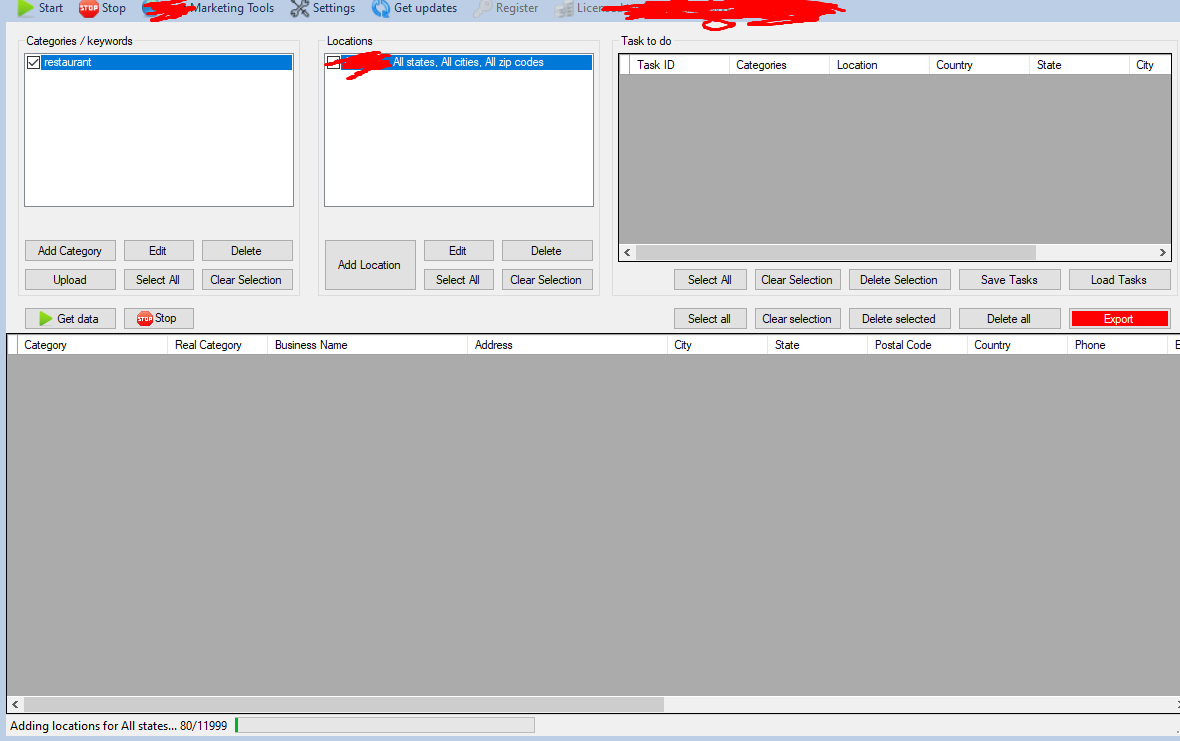 Start STOP Stop Marketing Tools Settings Get updates Register
Categories / keywords Locations Task to do
restaurant
All states, All cities, All zip codes
Task ID Categories Location Country State City
Add Category Edit Delete
Upload Select All Clear Selection
Add Location Edit Delete
Select All Clear Selection
Select All Clear Selection Delete Selection Save Tasks Load Tasks
Get data STOP Stop Select all Clear selection Delete selected Delete all Export
Category Real Category Business Name Address City State Postal Code Country Phone E
Adding locations for All states... 80/11999